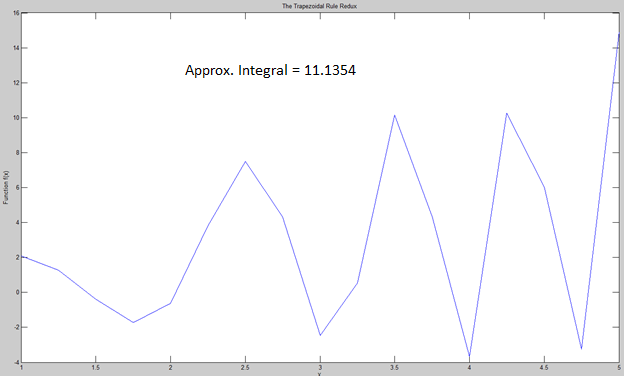 The Trapezoidal Rule Redux
16
14
Approx. Integral = 11.1354
12
10
8
6
Function f(x)
4
2
0
-2
-4
1 1.5 2 2.5 3 3.5 4 4.5 5
x